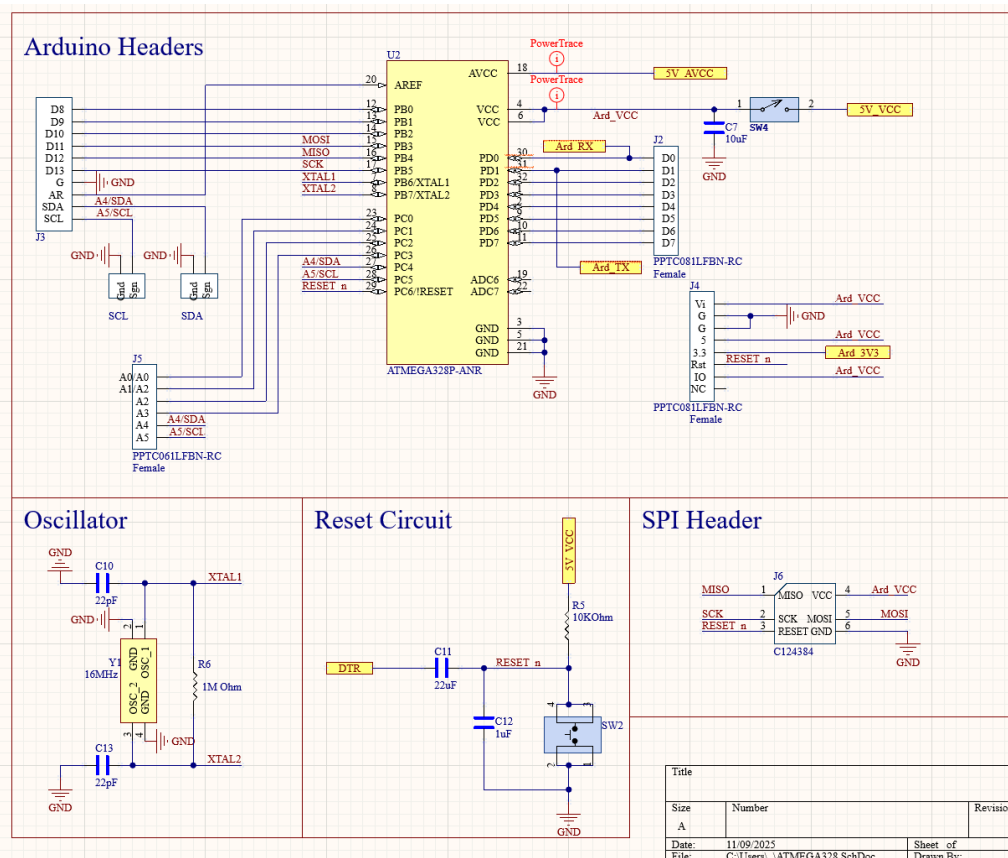 Arduino Headers
U2
PowerTrace
i
AVCC
18
5V_AVCC
PowerTrace
i
20
AREF
D8
12
PB0
VCC
4
Ard_VCC
1
SW4
2
5V_VCC
D9
13
PB1
VCC
6
C7
10uF
GND
D10
14
PB2
D11
MOSI
15
PB3
Ard_RX
J2
D12
MISO
16
PB4
PD0
30
D0
D13
SCK
17
PB5
PD1
31
D1
G
GND
XTAL1
PB6/XTAL1
PD2
32
D2
AR
XTAL2
8
PB7/XTAL2
PD3
1
D3
SDA
A4/SDA
PD4
2
D4
SCL
A5/SCL
23
PC0
PD5
9
D5
J3
24
PC1
PD6
10
D6
25
PC2
PD7
11
D7
GND
GND
26
PC3
PPTC081LFBN-RC
Female
A4/SDA
27
PC4
Ard_TX
A5/SCL
28
PC5
ADC6
19
RESET_n
29
PC6/!RESET
ADC7
22
Gnd
Sgn
Gnd
Sgn
SCL
SDA
J4
Vi
Ard_VCC
G
GND
G
5
Ard_VCC
3.3
Ard_3V3
Rst
RESET_n
IO
Ard_VCC
NC
PPTC081LFBN-RC
Female
GND
3
GND
5
GND
21
GND
ATMEGA328P-ANR
J5
A0/A0
A1/A2
A2
A3
A4
A4/SDA
A5
A5/SCL
PPTC061LFBN-RC
Female
Oscillator
GND
C10
22pF
XTAL1
GND
2
1
Y1
16MHz
GND
OSC_1
OSC_2
GND
R6
1M Ohm
3
4
GND
C13
22pF
XTAL2
GND
Reset Circuit
5V_VCC
R5
10KOhm
DTR
C11
22uF
RESET_n
C12
1uF
4
3
SW2
2
1
GND
SPI Header
J6
MISO
1
MISO
VCC
4
Ard_VCC
SCK
2
SCK
MOSI
5
MOSI
RESET_n
3
RESET
GND
6
C124384
GND
Title
Size
Number
Revisio
A
Date:
11/09/2025
Sheet of
File:
C:\Users\..\ATMEGA328.SchDoc
Drawn By: